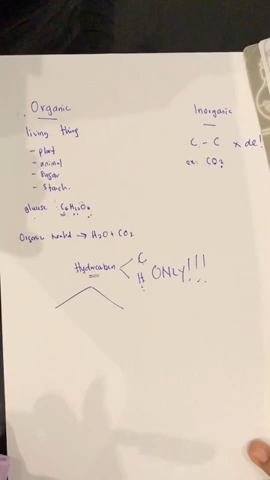 Organic
living thing
- plant
- animal
- Sugar
- Starch
glucose : C6H12O6
Organic heated → H2O + CO2
Hydrocarbon
C
H
ONLY!!!
Inorganic
C - C x de!
ex: CO2